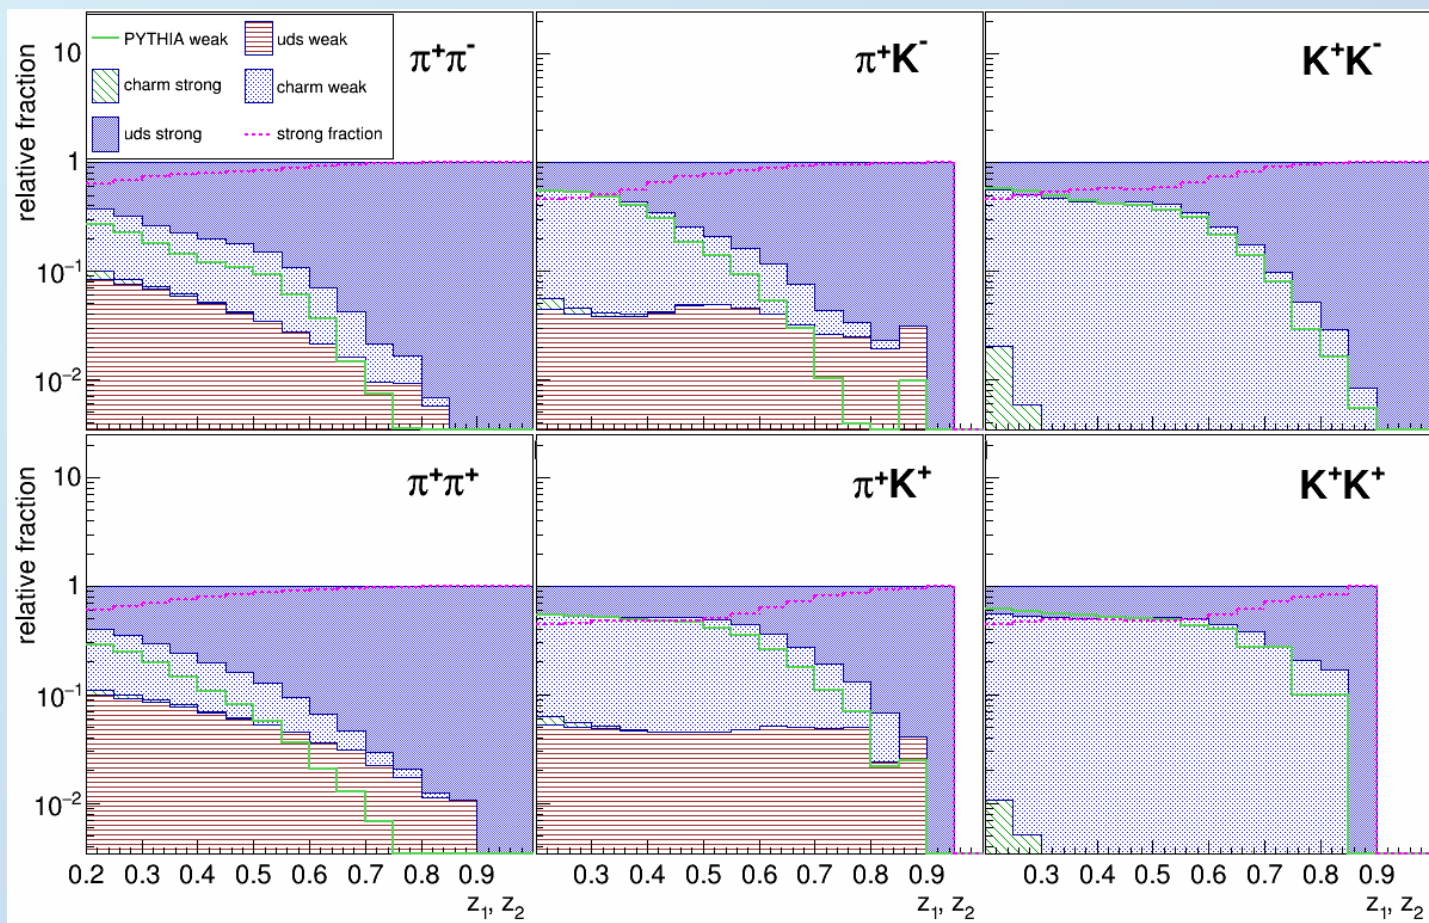 PYTHIA weak
uds weak
charm strong
charm weak
uds strong
strong fraction
π⁺π⁻
π⁺K⁻
K⁺K⁻
relative fraction
10
1
10⁻¹
10⁻²
π⁺π⁺
π⁺K⁺
K⁺K⁺
relative fraction
10
1
10⁻¹
10⁻²
0.2 0.3 0.4 0.5 0.6 0.7 0.8 0.9
0.3 0.4 0.5 0.6 0.7 0.8 0.9
0.3 0.4 0.5 0.6 0.7 0.8 0.9
z₁, z₂
z₁, z₂
z₁, z₂